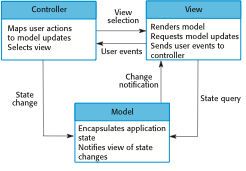 Controller
Maps user actions
to model updates
Selects view
View
selection
User events
View
Renders model
Requests model updates
Sends user events to
controller
State
change
Change
notification
State query
Model
Encapsulates application
state
Notifies view of state
changes